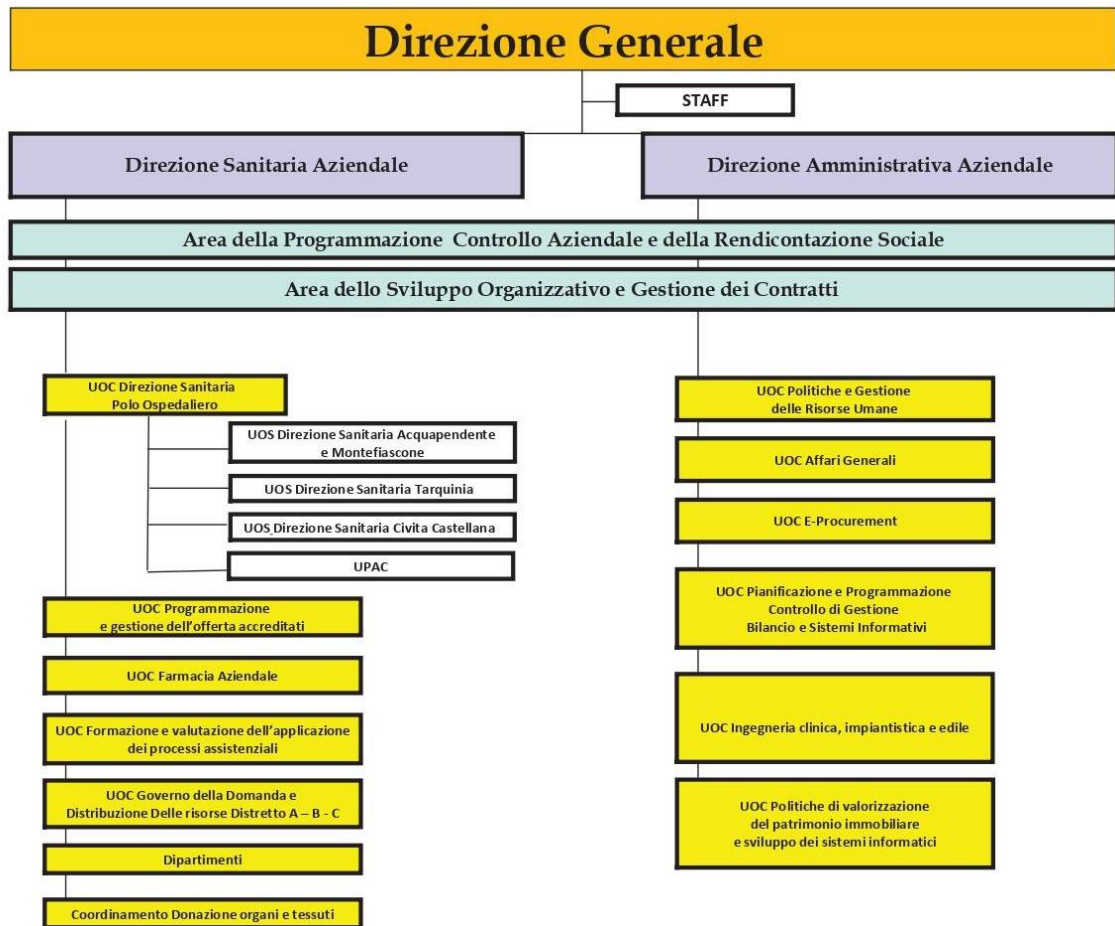 Direzione Generale
STAFF
Direzione Sanitaria Aziendale
Direzione Amministrativa Aziendale
Area della Programmazione Controllo Aziendale e della Rendicontazione Sociale
Area dello Sviluppo Organizzativo e Gestione dei Contratti
UOC Direzione Sanitaria
Polo Ospedaliero
UOS Direzione Sanitaria Acquapendente
e Montefiascone
UOS Direzione Sanitaria Tarquinia
UOS Direzione Sanitaria Civita Castellana
UPAC
UOC Programmazione
e gestione dell'offerta accreditati
UOC Farmacia Aziendale
UOC Formazione e valutazione dell'applicazione
dei processi assistenziali
UOC Governo della Domanda e
Distribuzione Delle risorse Distretto A – B - C
Dipartimenti
Coordinamento Donazione organi e tessuti
UOC Politiche e Gestione
delle Risorse Umane
UOC Affari Generali
UOC E-Procurement
UOC Pianificazione e Programmazione
Controllo di Gestione
Bilancio e Sistemi Informativi
UOC Ingegneria clinica, impiantistica e edile
UOC Politiche di valorizzazione
del patrimonio immobiliare
e sviluppo dei sistemi informatici